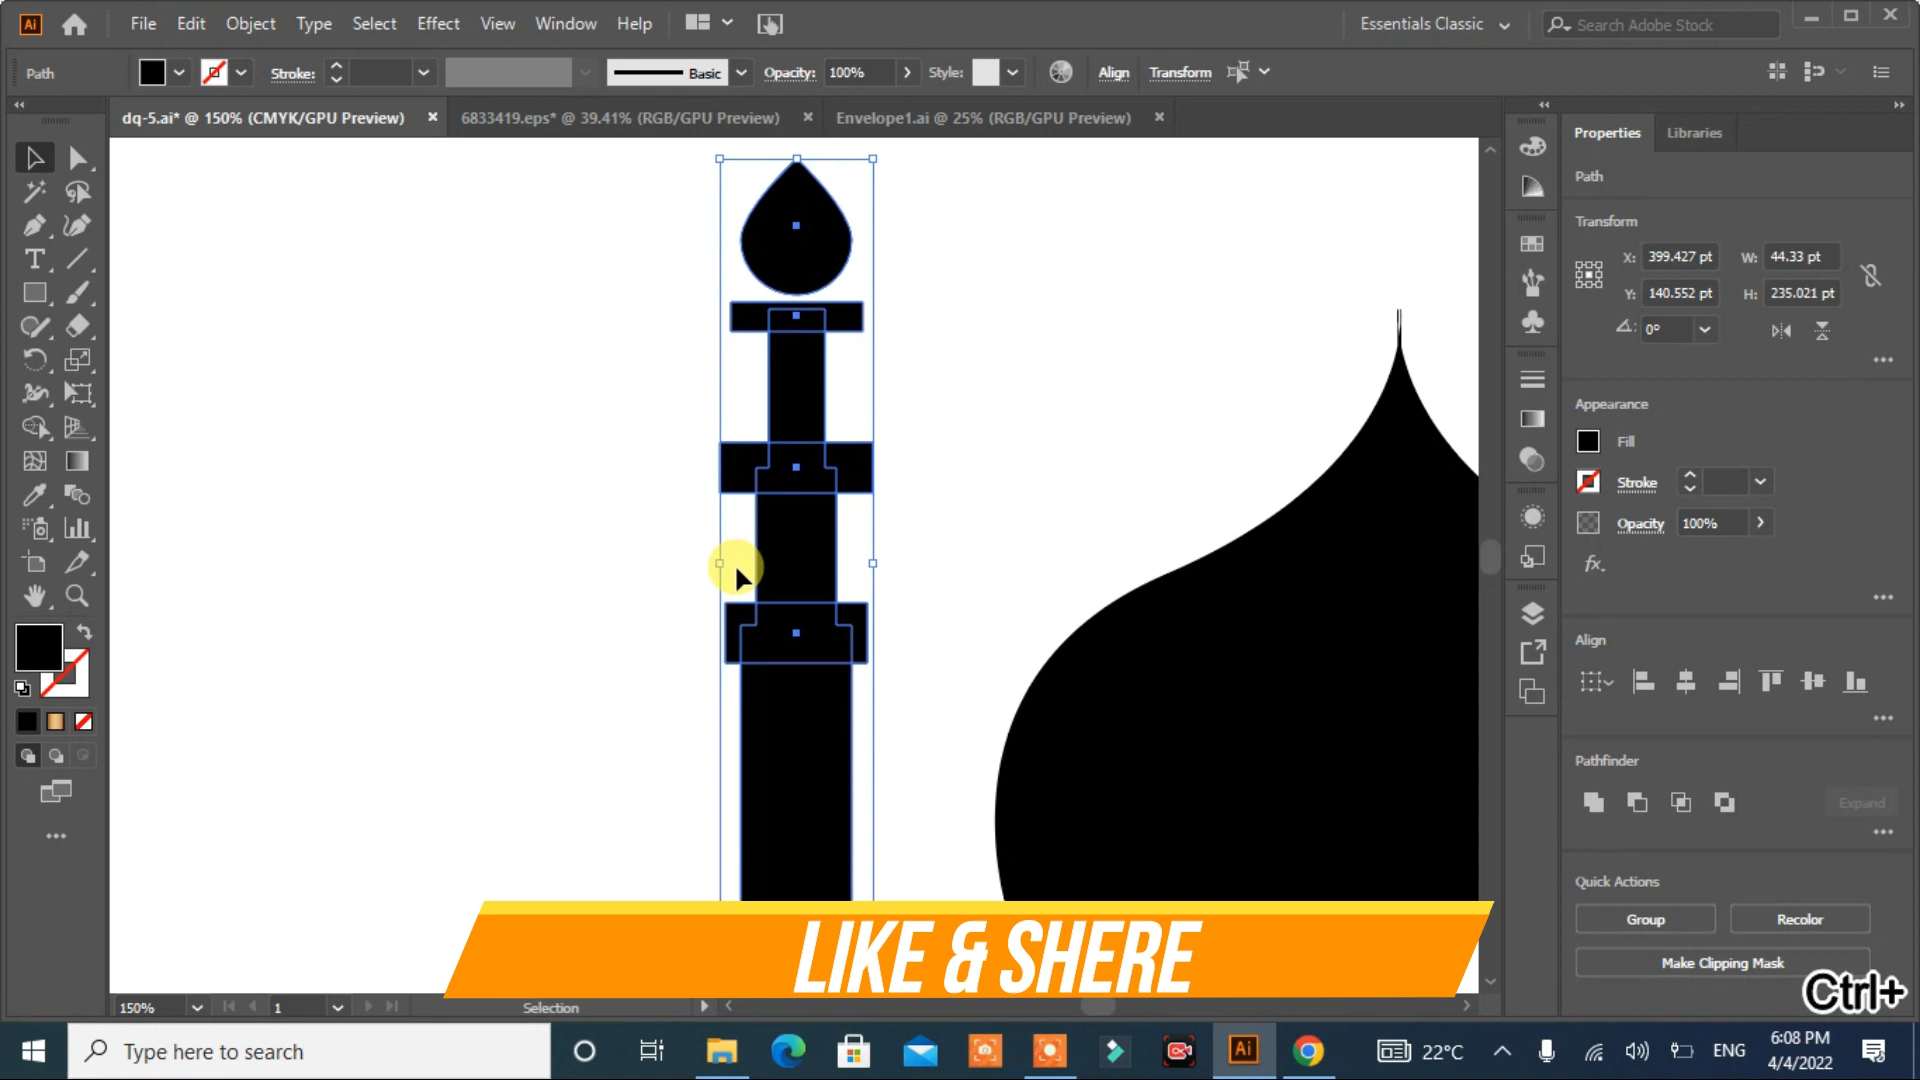 Ai File Edit Object Type Select Effect View Window Help Essentials Classic Search Adobe Stock
Path Stroke: Basic Opacity: 100% Style: Align Transform
dq-5.ai* @ 150% (CMYK/GPU Preview) 6833419.eps* @ 39.41% (RGB/GPU Preview) Envelope1.ai @ 25% (RGB/GPU Preview)
Properties Libraries
Path
Transform
X: 399.427 pt W: 44.33 pt
Y: 140.552 pt H: 235.021 pt
0°
Appearance
Fill
Stroke
Opacity 100%
fx.
Align
Pathfinder
Expand
Quick Actions
Group Recolor
Make Clipping Mask
LIKE & SHERE
Ctrl+
150% 1 Selection
Type here to search
Ai
22°C ENG
6:08 PM
4/4/2022